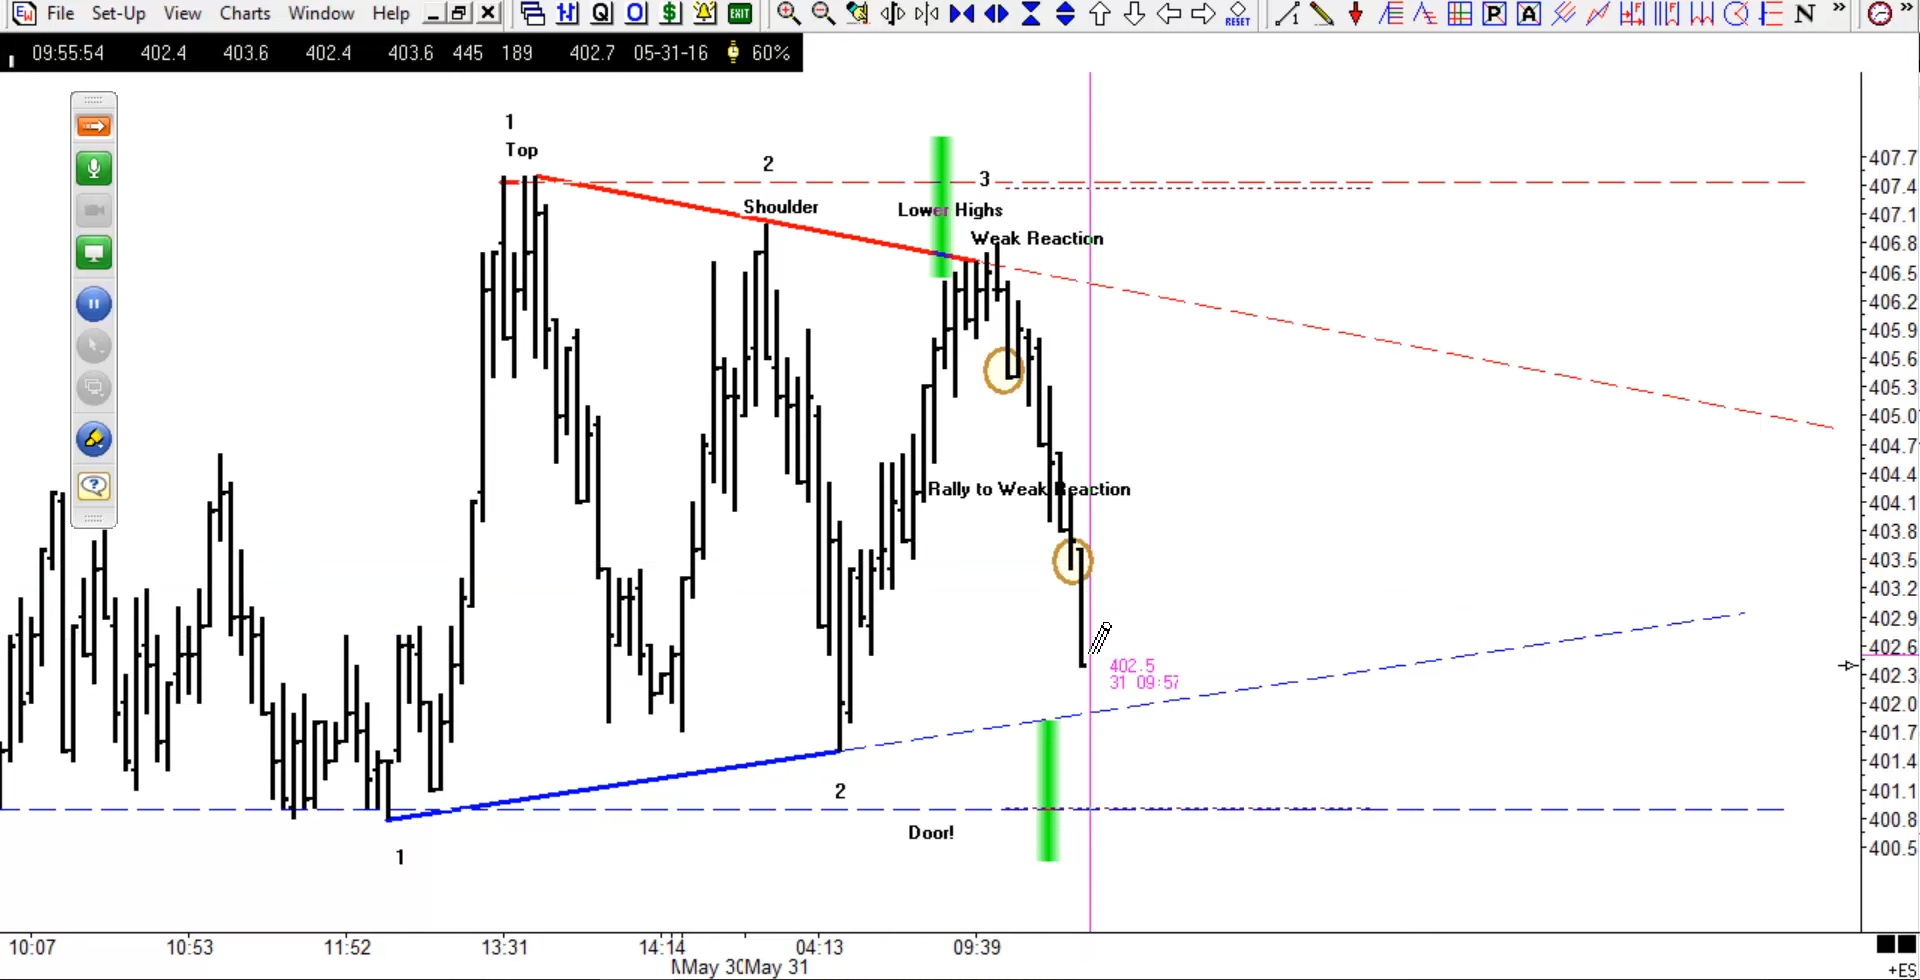 File Set-Up View Charts Window Help
09:55:54 402.4 403.6 402.4 403.6 445 189 402.7 05-31-16 60%
1
Top
2
3
Shoulder
Lower Highs
Weak Reaction
Rally to Weak Reaction
402.5
31 09:57
2
Door!
1
407.7
407.4
407.1
406.8
406.5
406.2
405.9
405.6
405.3
405.0
404.7
404.4
404.1
403.8
403.5
403.2
402.9
402.6
402.3
402.0
401.7
401.4
401.1
400.8
400.5
10:07 10:53 11:52 13:31 14:14 04:13 09:39
May 31
+ES